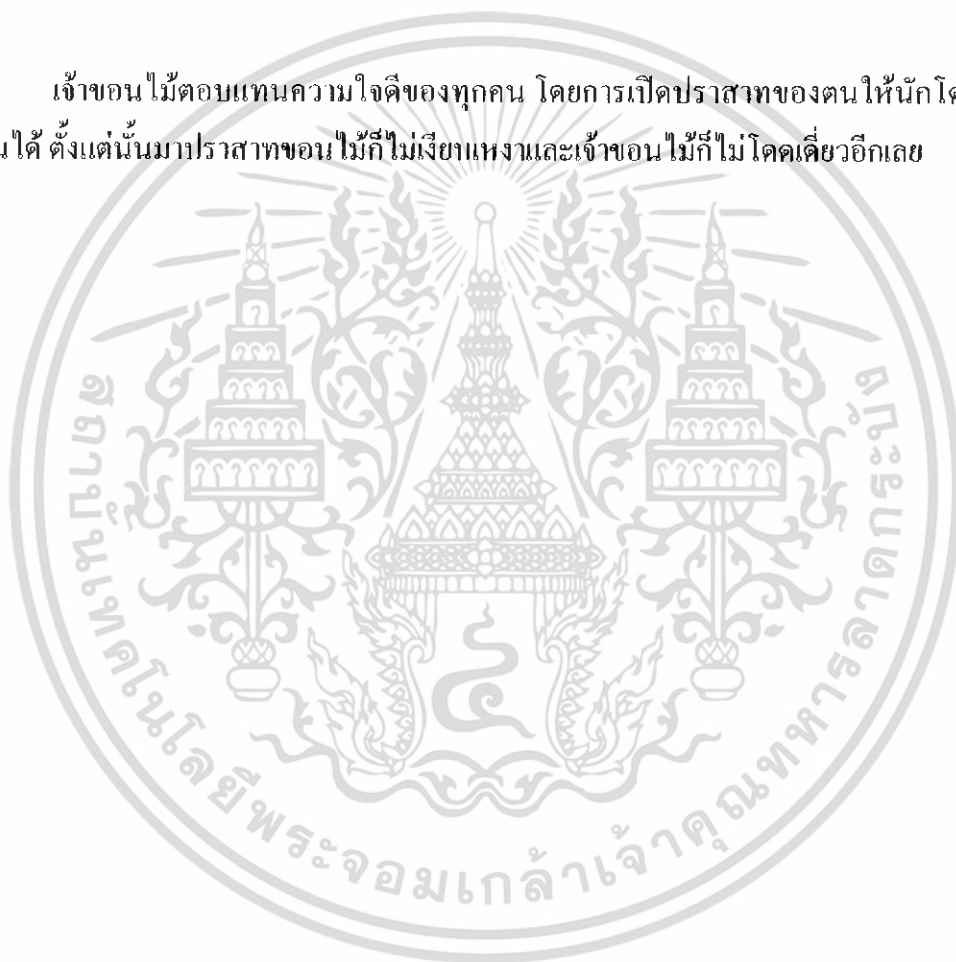 เจ้าขอนไม้ตอบแทนความใจดีของทุกคน โดยการเปิดปราสาทของตนให้นักโด
นได้ ตั้งแต่นั้นมาปราสาทขอนไม้ก็ไม่เงียบเหงาและเจ้าขอนไม้ก็ไม่โดดเดี่ยวอีกเลย
สถาบันเทคโนโลยีพระจอมเกล้าเจ้าคุณทหารลาดกระบัง
๔